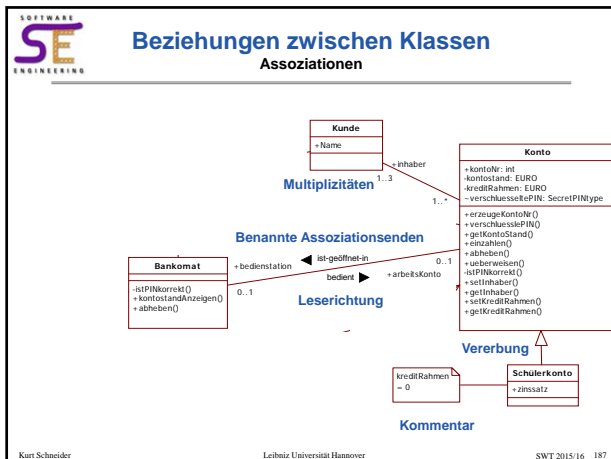 SOFTWARE
SE
ENGINEERING
Beziehungen zwischen Klassen
Assoziationen
Kunde
+Name
+inhaber
1..3
1..*
Multiplizitäten
Konto
+kontoNr: int
-kontostand: EURO
-kreditRahmen: EURO
~verschluesseltePIN: SecretPINtype
+erzeugeKontoNr()
+verschlusslePIN()
+getKontoStand()
+einzahlen()
+abheben()
+ueberweisen()
-istPINkorrekt()
+setInhaber()
+getInhaber()
+setKreditRahmen()
+getKreditRahmen()
Benannte Assoziationsenden
Bankomat
-istPINkorrekt()
+kontostandAnzeigen()
+abheben()
+bedienstation
0..1
ist-geöffnet-in
bedient
+arbeitsKonto
0..1
Leserichtung
Vererbung
kreditRahmen
= 0
Schülerkonto
+zinssatz
Kommentar
Kurt Schneider
Leibniz Universität Hannover
SWT 2015/16 187